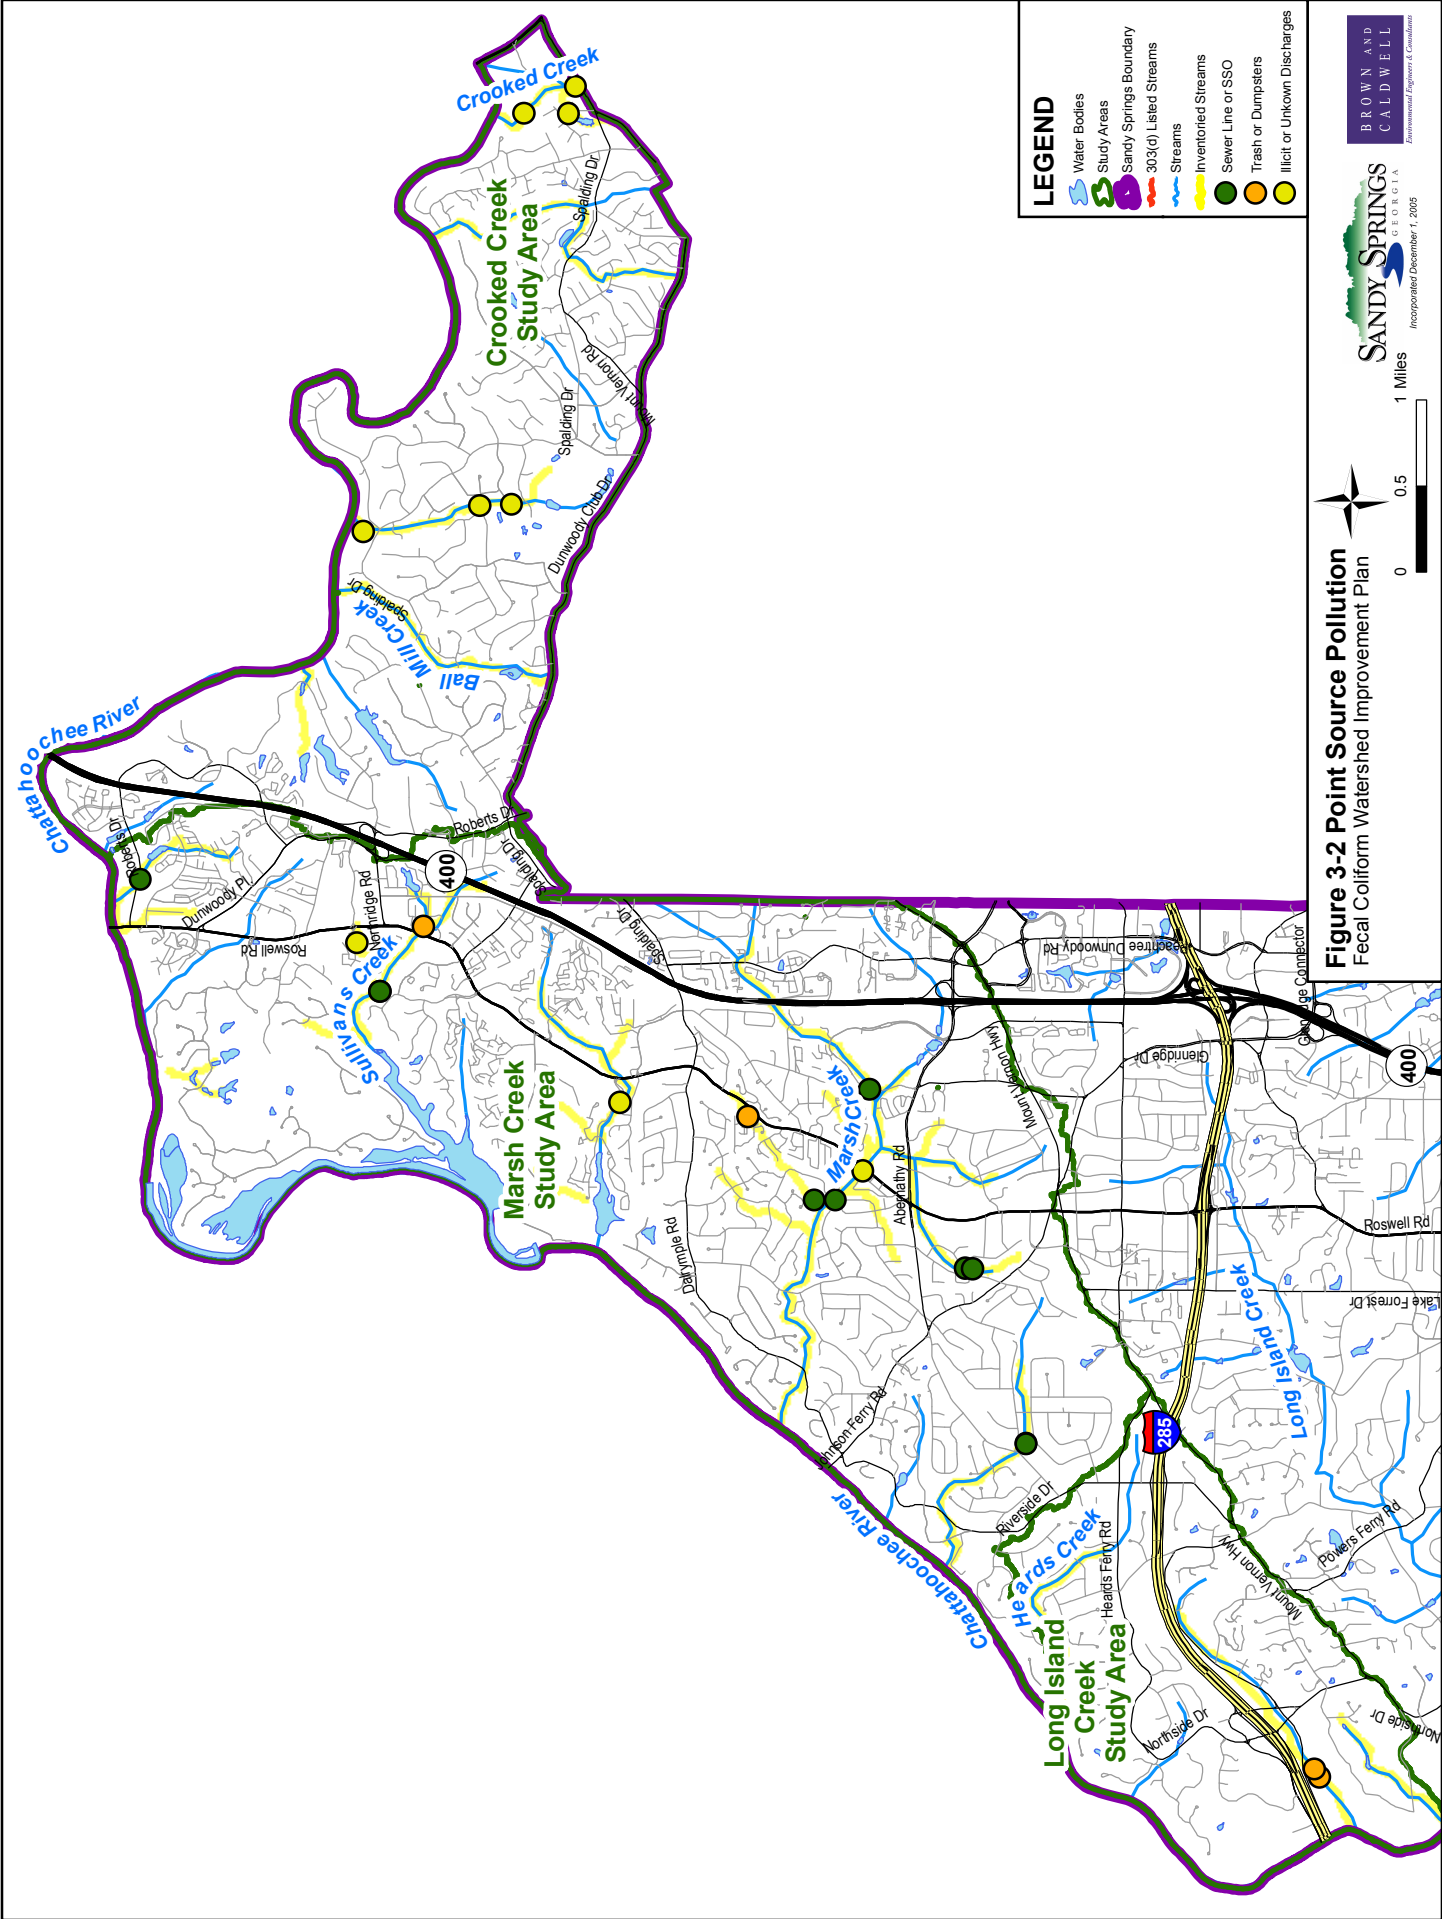 Crooked Creek
Crooked Creek
Study Area
Spalding Dr
Mount Vernon Rd
Spalding Dr
Dunwoody Club Dr
Spalding Dr
Ball Mill Creek
Chattahoochee River
Roberts Dr
Dunwoody Pl
Roswell Rd
Northridge Rd
Roberts Dr
400
Spalding Dr
Spalding Dr
Sullivans Creek
Marsh Creek
Study Area
Dalrymple Rd
Marsh Creek
Abernathy Rd
Mount Vernon Hwy
Peachtree Dunwoody Rd
Glenridge Dr
Glenridge Connector
400
Roswell Rd
Lake Forrest Dr
Long Island Creek
Johnson Ferry Rd
Chattahoochee River
Riverside Dr
285
Heards Creek
Heards Ferry Rd
Mount Vernon Hwy
Powers Ferry Rd
Long Island
Creek
Study Area
Northside Dr
Northside Dr
LEGEND
Water Bodies
Study Areas
Sandy Springs Boundary
303(d) Listed Streams
Streams
Inventoried Streams
Sewer Line or SSO
Trash or Dumpsters
Illicit or Unkown Discharges
Figure 3-2 Point Source Pollution
Fecal Coliform Watershed Improvement Plan
0 0.5 1 Miles
SANDY SPRINGS
GEORGIA
Incorporated December 1, 2005
BROWN AND
CALDWELL
Environmental Engineers & Consultants